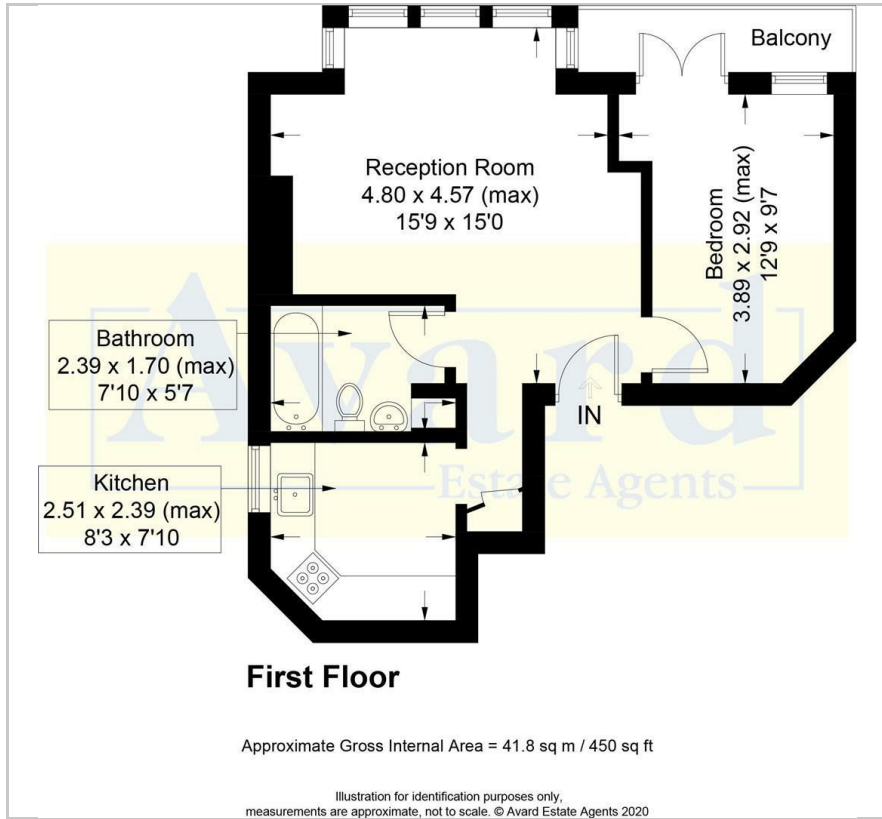 Balcony
Reception Room
4.80 x 4.57 (max)
15'9 x 15'0
Bedroom
3.89 x 2.92 (max)
12'9 x 9'7
Bathroom
2.39 x 1.70 (max)
7'10 x 5'7
IN
Avard
Estate Agents
Kitchen
2.51 x 2.39 (max)
8'3 x 7'10
First Floor
Approximate Gross Internal Area = 41.8 sq m / 450 sq ft
Illustration for identification purposes only,
measurements are approximate, not to scale. © Avard Estate Agents 2020